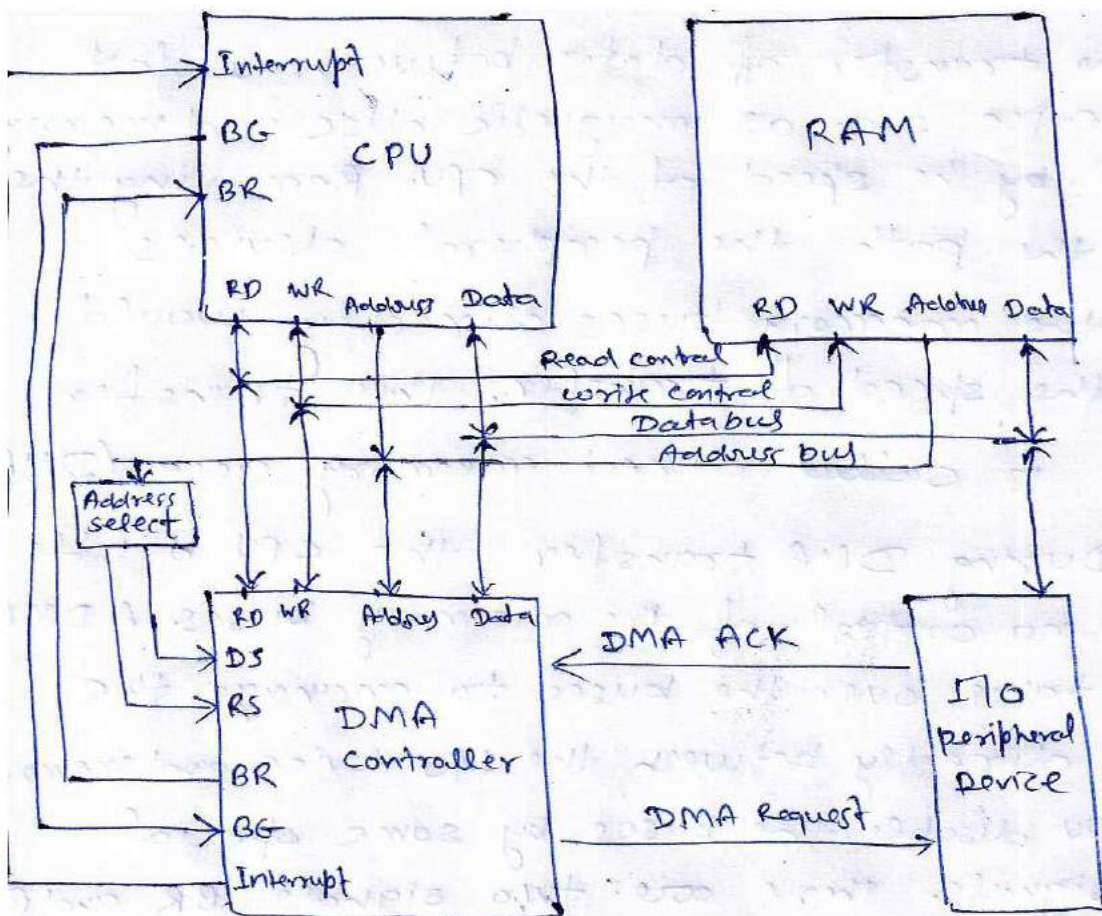 Interrupt
BG
BR
CPU
RD WR Address Data
RAM
RD WR Address Data
Read control
write control
Databus
Address bus
Address
select
RD WR Address Data
DS
RS
BR
BG
Interrupt
DMA
controller
DMA ACK
DMA Request
I/O
peripheral
Device